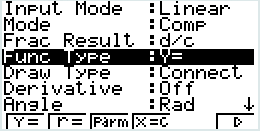 Input Mode :Linear
Mode :Comp
Frac Result :d/c
Func Type :Y=
Draw Type :Connect
Derivative :Off
Angle :Rad ↓
Y= r= Parm X=c ▷